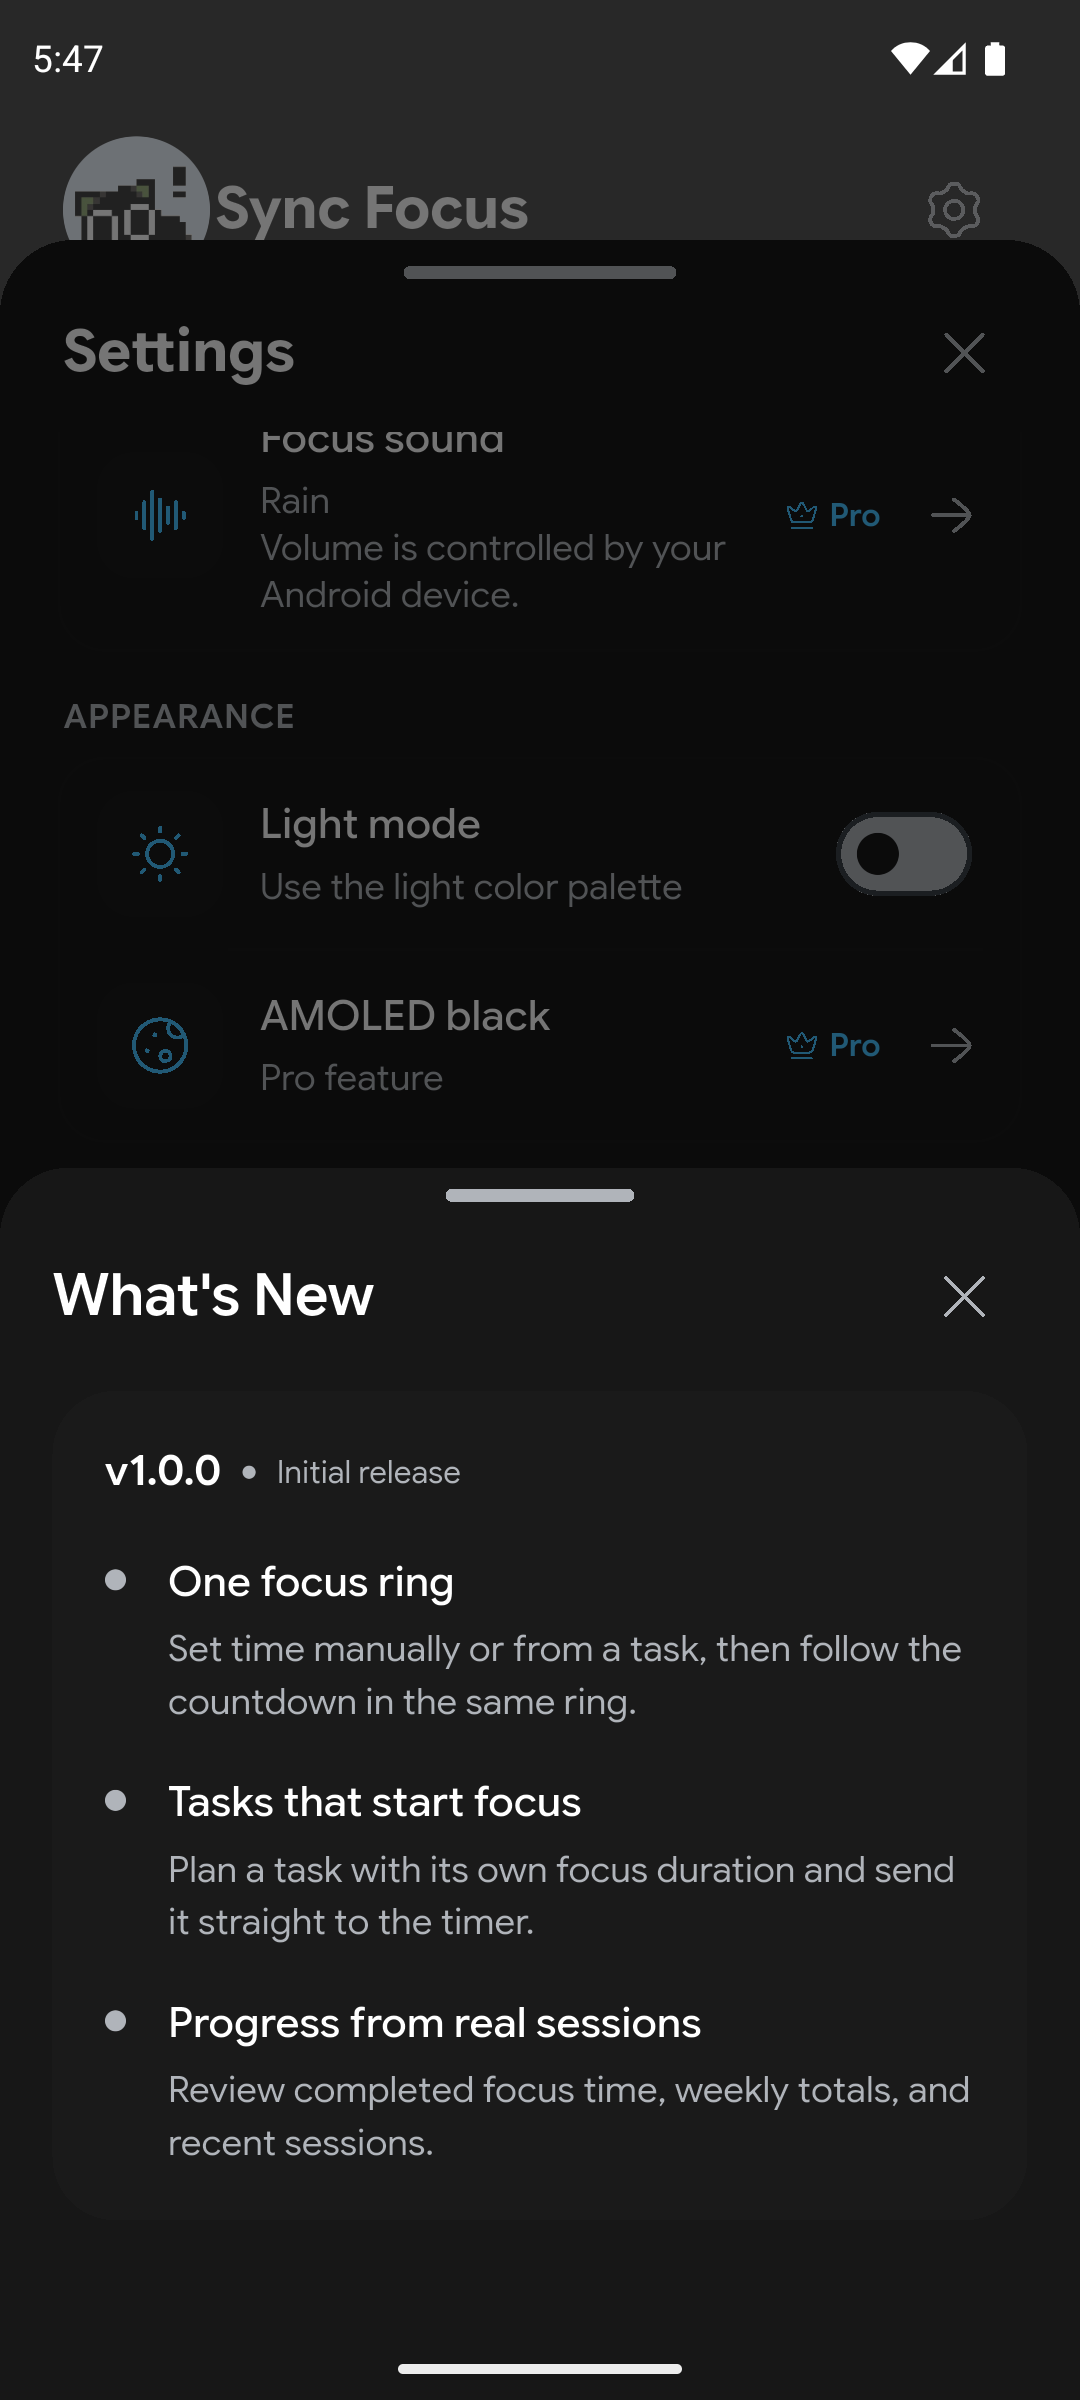 5:47
Sync Focus
Settings
Focus sound
Rain
Volume is controlled by your
Android device.
Pro
APPEARANCE
Light mode
Use the light color palette
AMOLED black
Pro feature
Pro
What's New
v1.0.0 • Initial release
• One focus ring
Set time manually or from a task, then follow the
countdown in the same ring.
• Tasks that start focus
Plan a task with its own focus duration and send
it straight to the timer.
• Progress from real sessions
Review completed focus time, weekly totals, and
recent sessions.